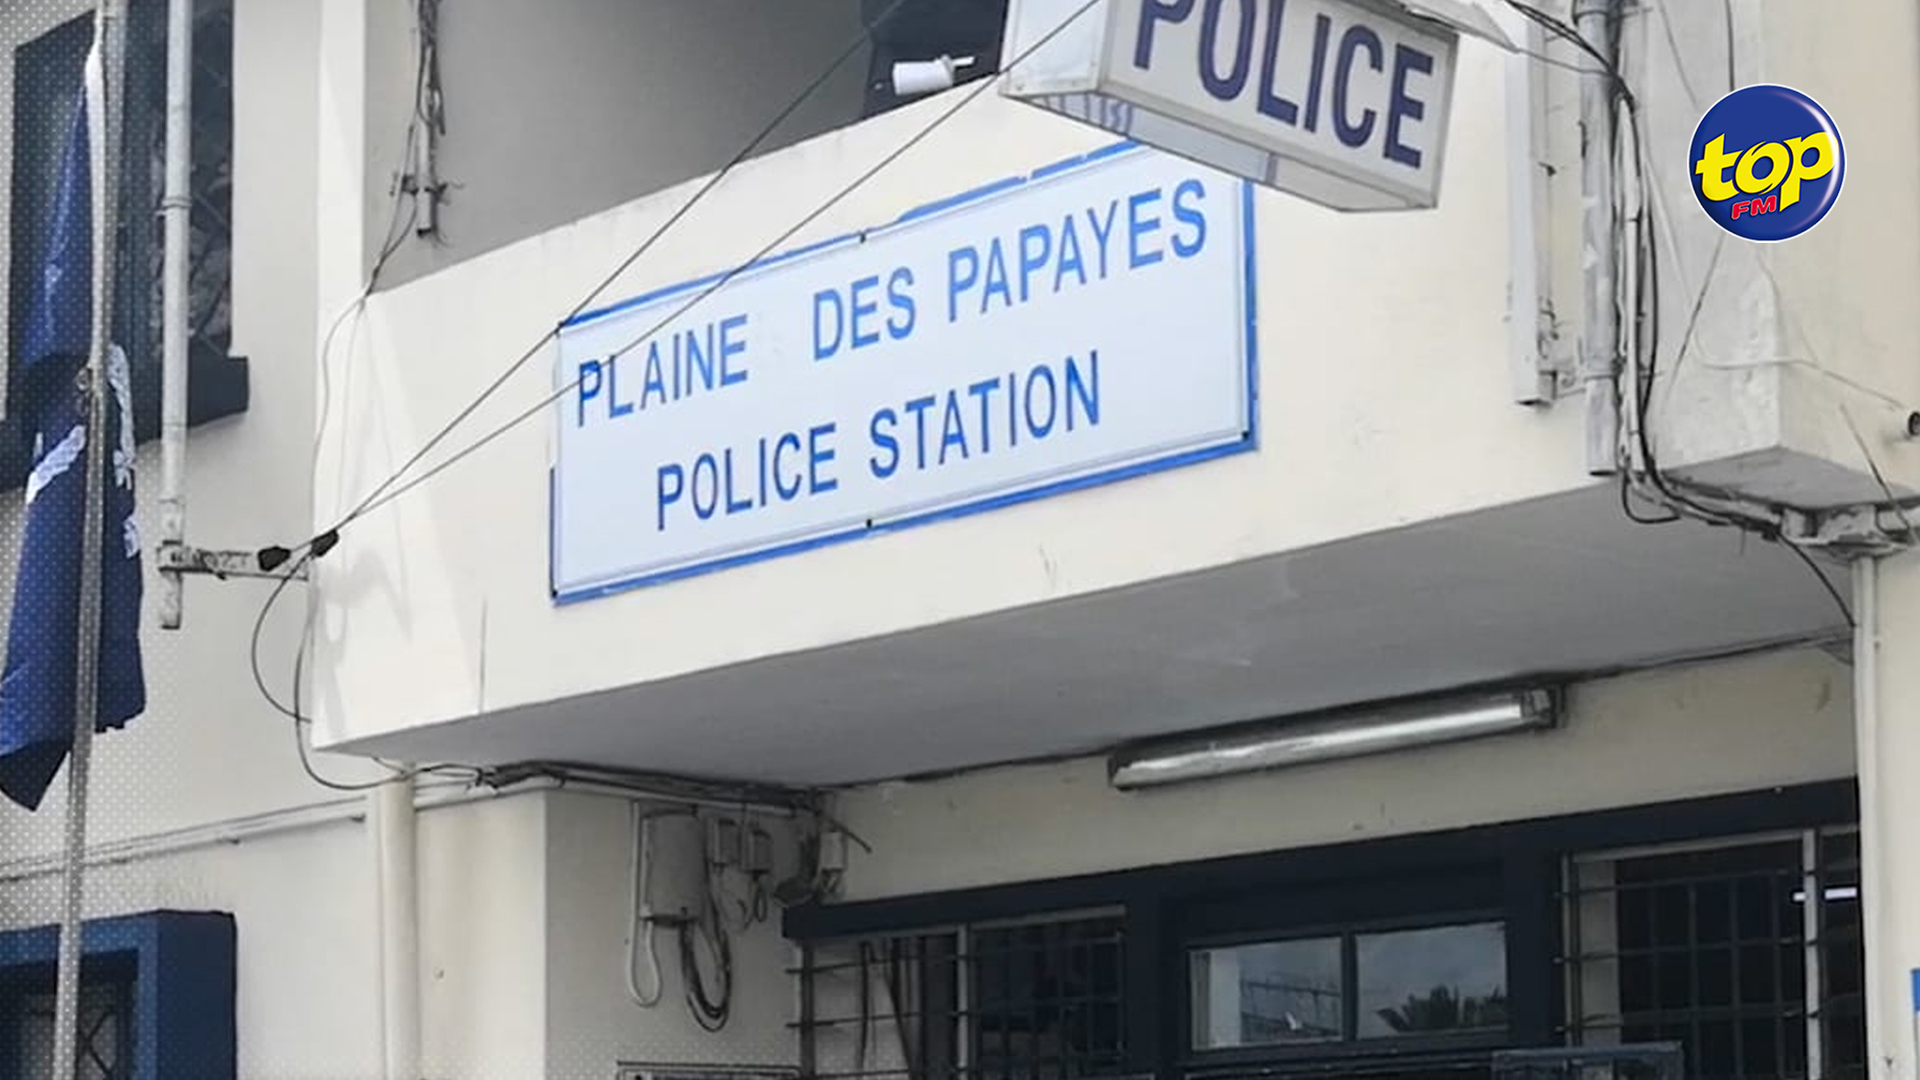 POLICE
top
FM
PLAINE DES PAPAYES
POLICE STATION